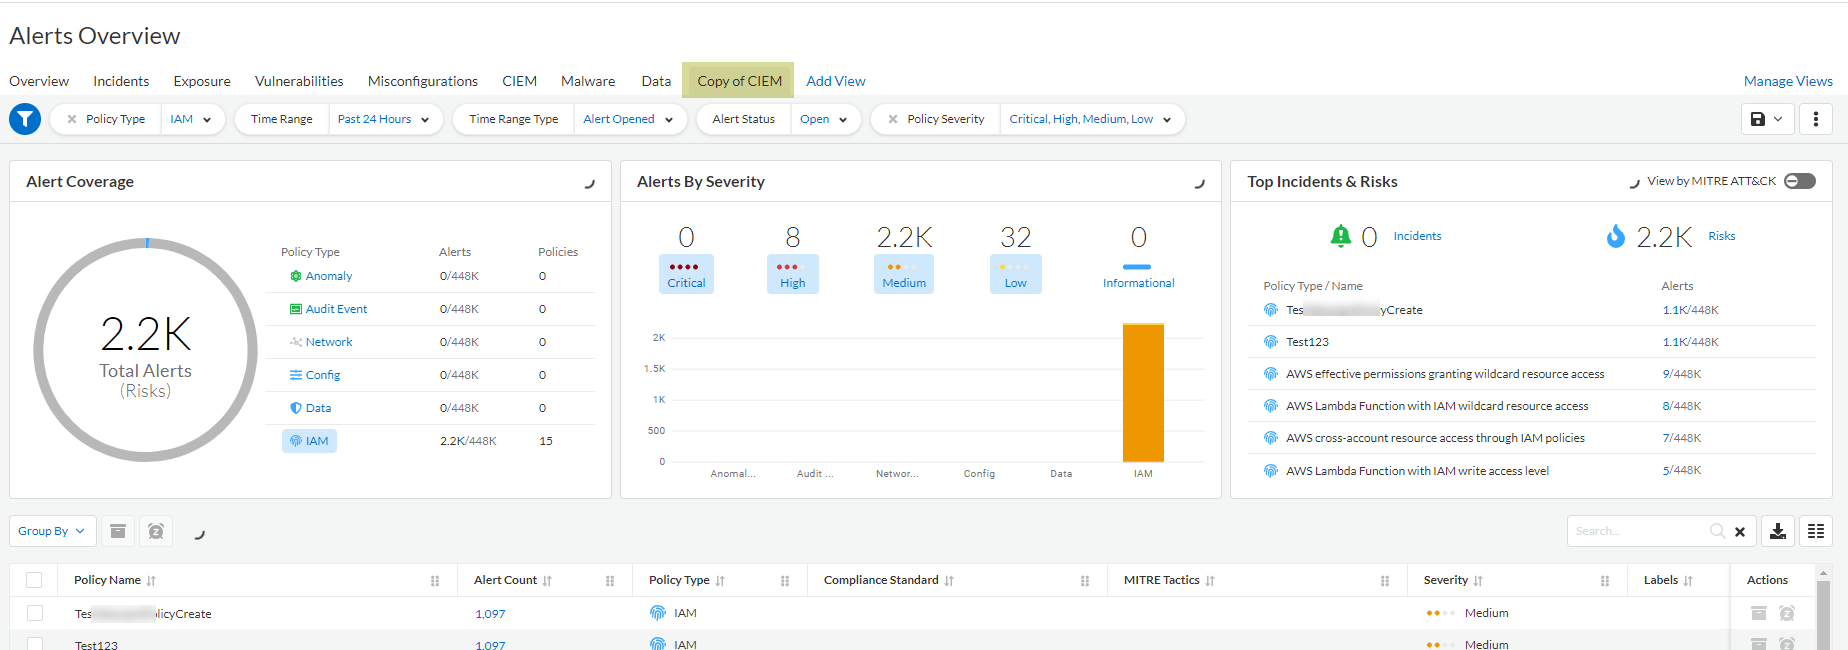 Alerts Overview
Overview Incidents Exposure Vulnerabilities Misconfigurations CIEM Malware Data Copy of CIEM Add View Manage Views
Policy Type IAM Time Range Past 24 Hours Time Range Type Alert Opened Alert Status Open Policy Severity Critical, High, Medium, Low
Alert Coverage
Policy Type Alerts Policies
Anomaly 0/448K 0
Audit Event 0/448K 0
Network 0/448K 0
Config 0/448K 0
Data 0/448K 0
IAM 2.2K/448K 15
2.2K
Total Alerts
(Risks)
Alerts By Severity
0 8 2.2K 32 0
Critical High Medium Low Informational
2K
1.5K
1K
500
0
Anomal... Audit ... Networ... Config Data IAM
Top Incidents & Risks View by MITRE ATT&CK
0 Incidents 2.2K Risks
Policy Type / Name Alerts
Tes yCreate 1.1K/448K
Test123 1.1K/448K
AWS effective permissions granting wildcard resource access 9/448K
AWS Lambda Function with IAM wildcard resource access 8/448K
AWS cross-account resource access through IAM policies 7/448K
AWS Lambda Function with IAM write access level 5/448K
Group By Search...
Policy Name Alert Count Policy Type Compliance Standard MITRE Tactics Severity Labels Actions
Tes licyCreate 1,097 IAM Medium
Test123 1,097 IAM Medium